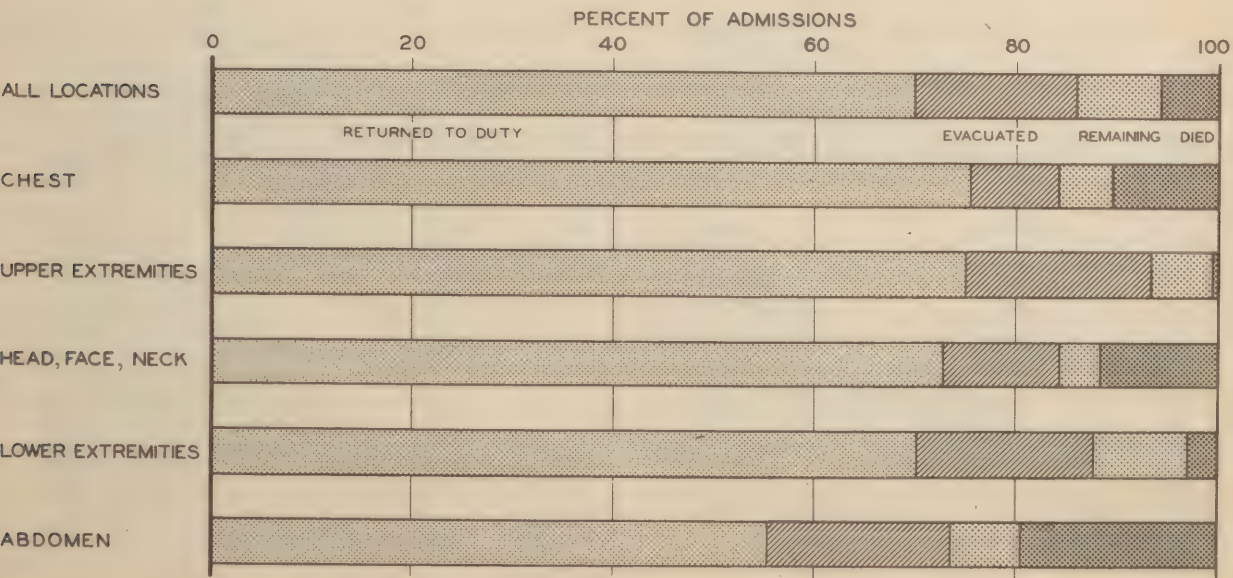 PERCENT OF ADMISSIONS
0 20 40 60 80 100
ALL LOCATIONS
RETURNED TO DUTY EVACUATED REMAINING DIED
CHEST
UPPER EXTREMITIES
HEAD, FACE, NECK
LOWER EXTREMITIES
ABDOMEN